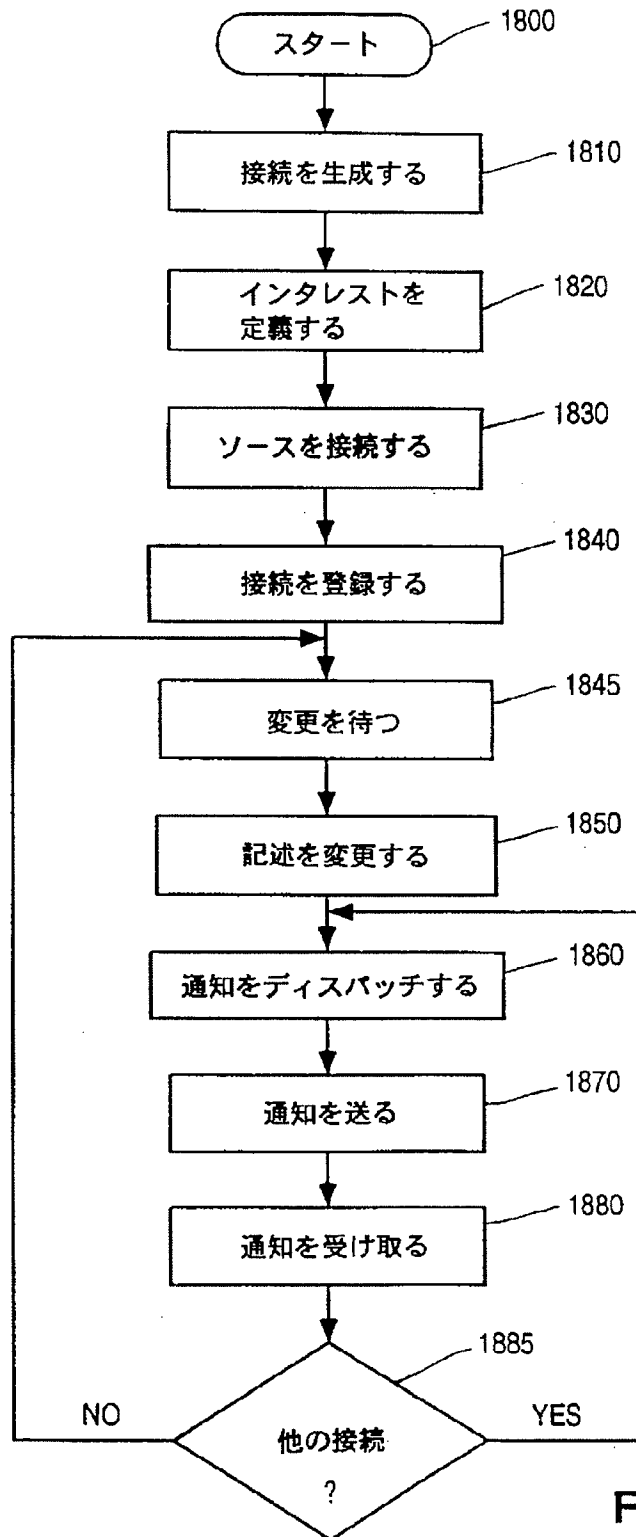 スタート
1800
接続を生成する
1810
インタレストを
定義する
1820
ソースを接続する
1830
接続を登録する
1840
変更を待つ
1845
記述を変更する
1850
通知をディスパッチする
1860
通知を送る
1870
通知を受け取る
1880
1885
NO
他の接続
?
YES
F